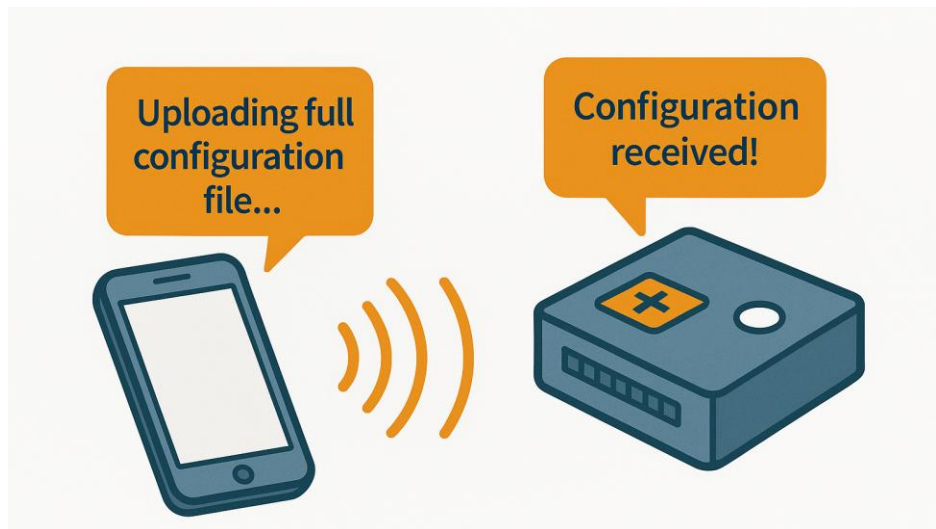 Uploading full
configuration
file...
Configuration
received!